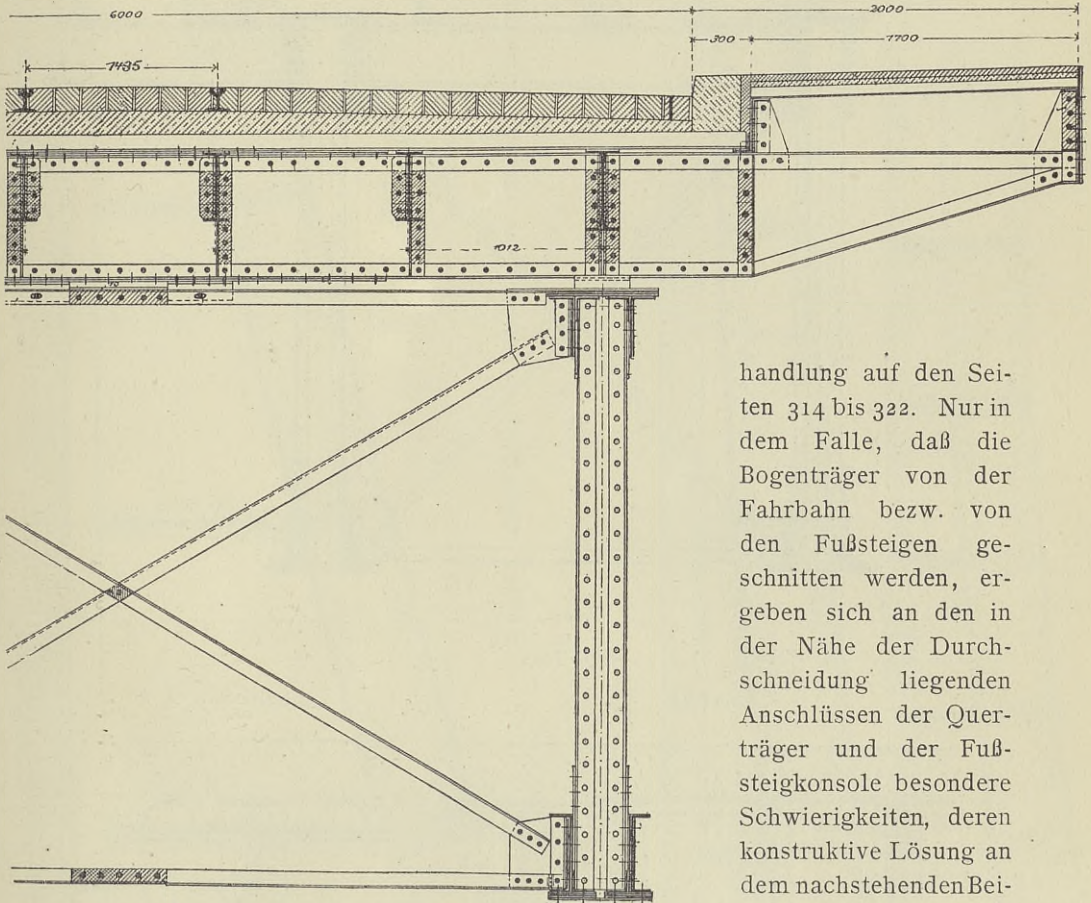 6000
2000
300
1700
1435
1012
handlung auf den Sei-
ten 314 bis 322. Nur in
dem Falle, daß die
Bogenträger von der
Fahrbahn bezw. von
den Fußsteigen ge-
schnitten werden, er-
geben sich an den in
der Nähe der Durch-
schneidung liegenden
Anschlüssen der Quer-
träger und der Fuß-
steigkonsole besondere
Schwierigkeiten, deren
konstruktive Lösung an
dem nachstehenden Bei-